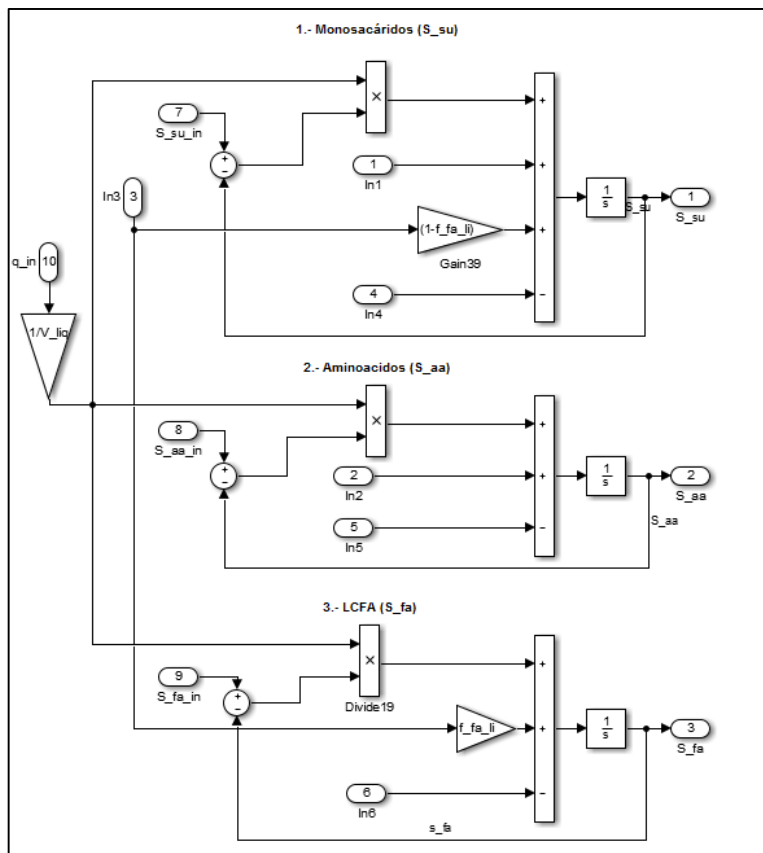 1.- Monosacáridos (S_su)
7
S_su_in
×
+
−
+
1
In1
+
1
s
S_su
1
S_su
In3
3
(1-f_fa_li)
+
Gain39
q_in
10
4
In4
−
1/V_liq
2.- Aminoacidos (S_aa)
8
S_aa_in
×
+
−
+
2
In2
+
1
s
2
S_aa
5
In5
−
S_aa
3.- LCFA (S_fa)
9
S_fa_in
×
+
−
+
Divide19
f_fa_li
+
1
s
3
S_fa
6
In6
−
s_fa